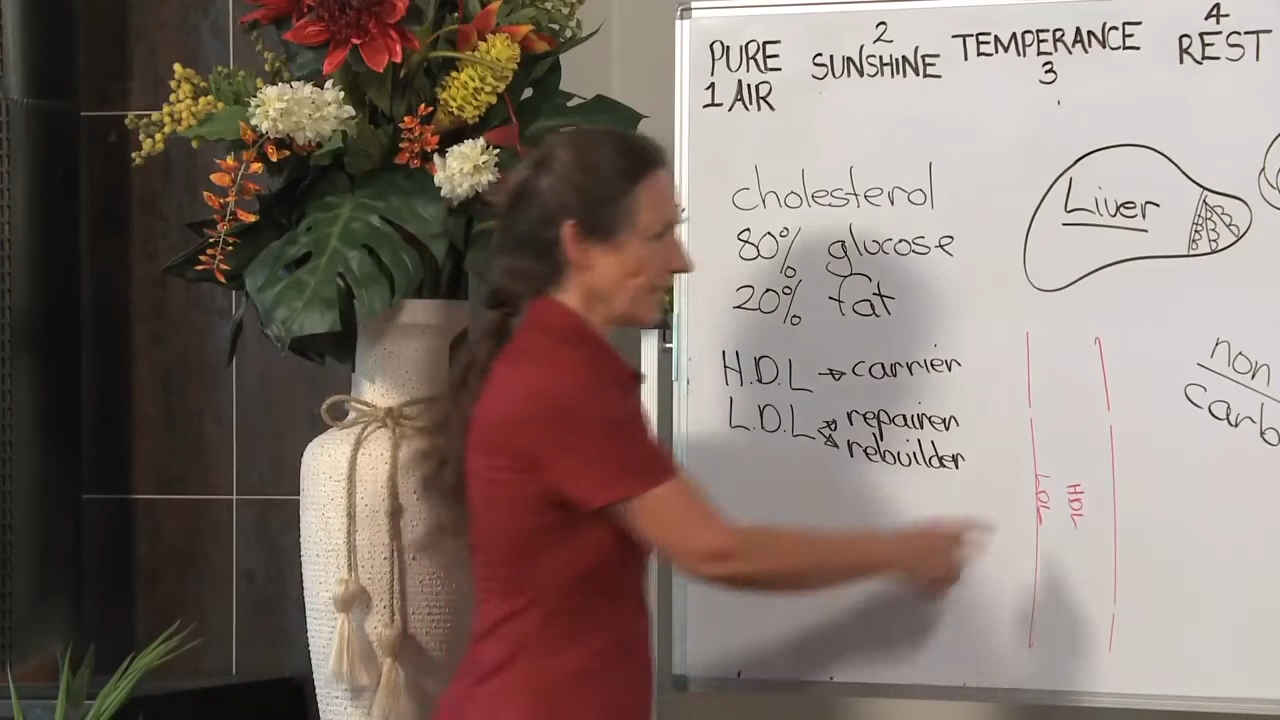 PURE
1 AIR
2
SUNSHINE
TEMPERANCE
3
4
REST
cholesterol
80% glucose
20% fat
H.D.L → carrier
L.D.L → repairer
→ rebuilder
Liver
LDL
HDL
non
carb